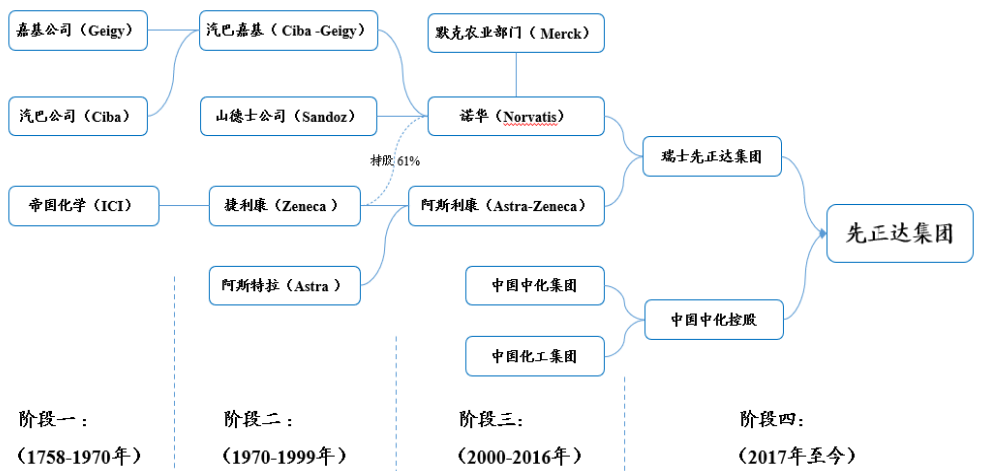 嘉基公司（Geigy）
汽巴嘉基（ Ciba -Geigy）
默克农业部门（ Merck）
汽巴公司（Ciba）
山德士公司（Sandoz）
诺华（Norvatis）
瑞士先正达集团
持股 61%
帝国化学（ICI）
捷利康（Zeneca ）
阿斯利康（Astra-Zeneca）
先正达集团
阿斯特拉（Astra ）
中国中化集团
中国中化控股
中国化工集团
阶段一：
阶段二：
阶段三：
阶段四：
（1758-1970年）
（1970-1999年）
（2000-2016年）
（2017年至今）